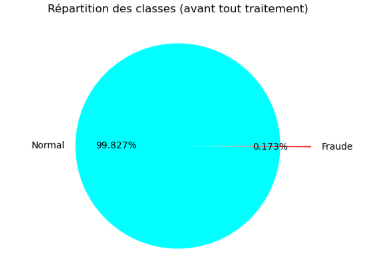 Répartition des classes (avant tout traitement)
Normal
99.827%
0.173%
Fraude